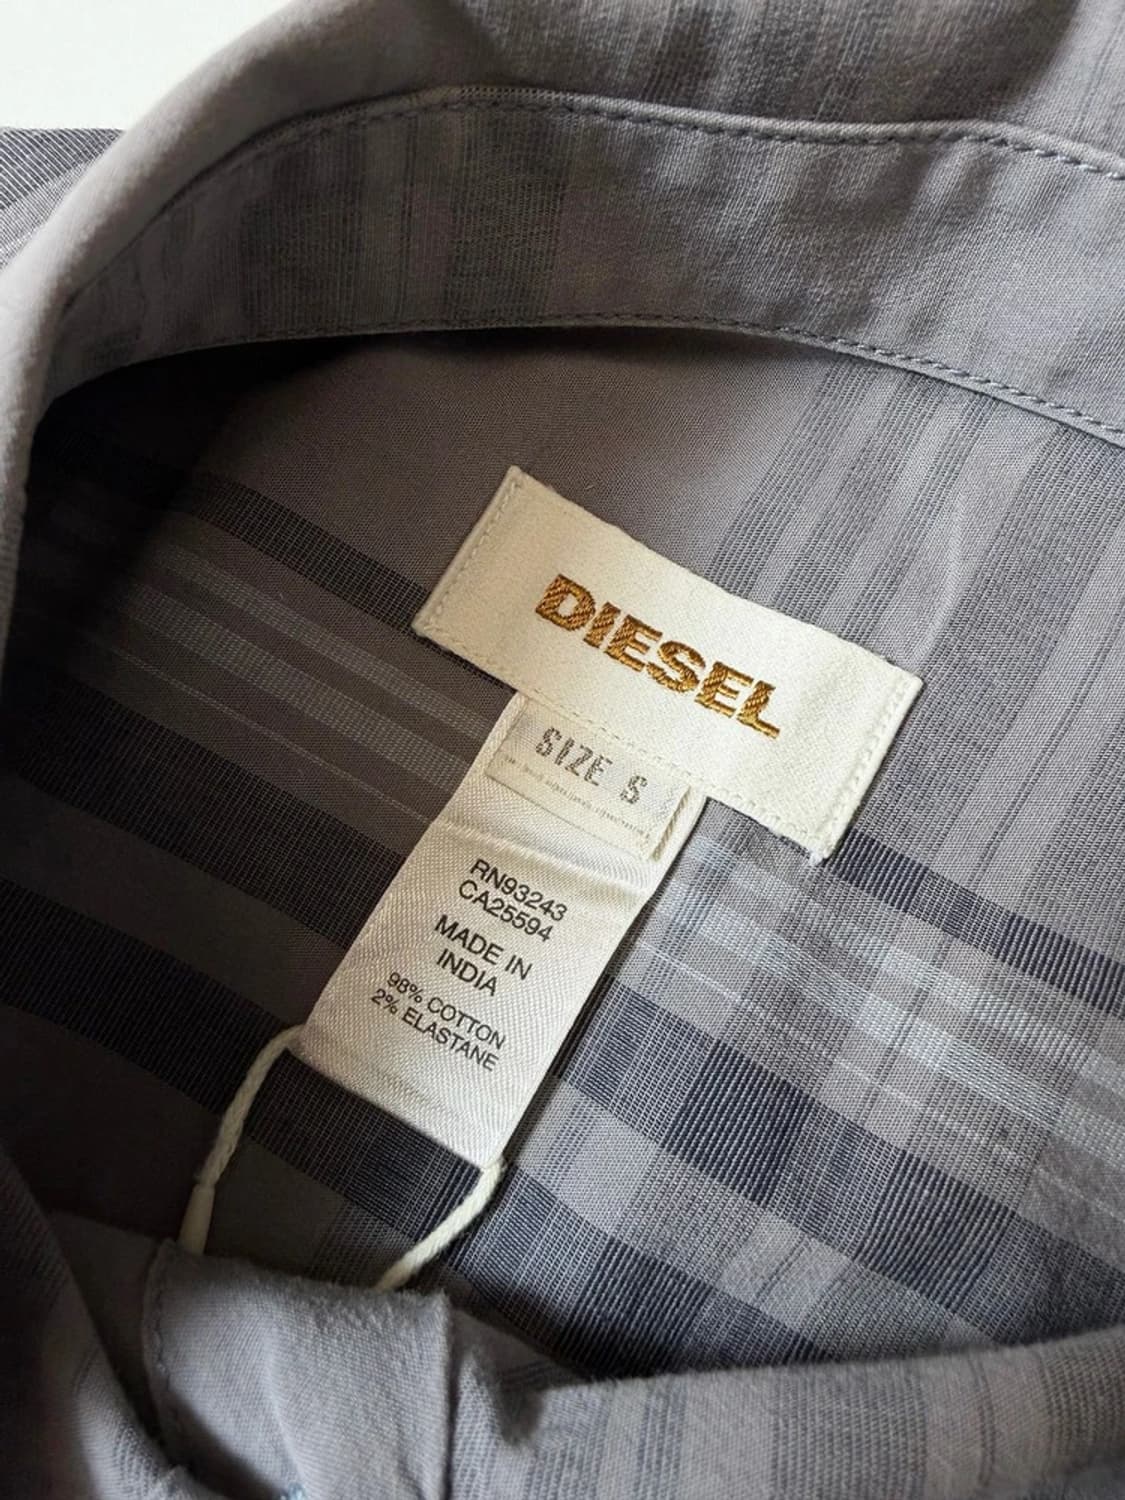 DIESEL
SIZE S
RN93243
CA25594
MADE IN
INDIA
98% COTTON
2% ELASTANE